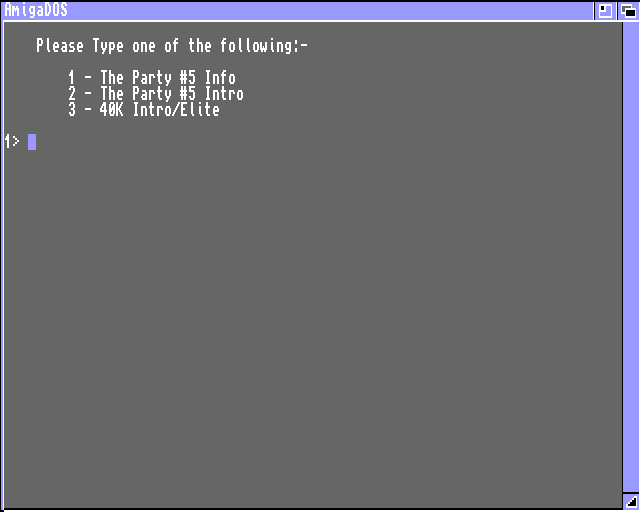 AmigaDOS
Please Type one of the following:-
1 - The Party #5 Info
2 - The Party #5 Intro
3 - 40K Intro/Elite
1>